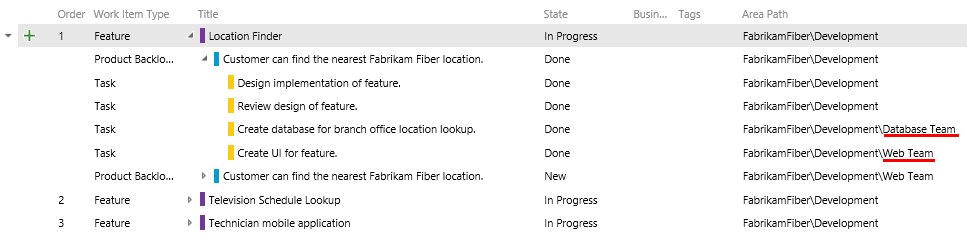 Order Work Item Type Title State Busin... Tags Area Path
1 Feature Location Finder In Progress FabrikamFiber\Development
Product Backlo... Customer can find the nearest Fabrikam Fiber location. Done FabrikamFiber\Development
Task Design implementation of feature. Done FabrikamFiber\Development
Task Review design of feature. Done FabrikamFiber\Development
Task Create database for branch office location lookup. Done FabrikamFiber\Development\Database Team
Task Create UI for feature. Done FabrikamFiber\Development\Web Team
Product Backlo... Customer can find the nearest Fabrikam Fiber location. New FabrikamFiber\Development\Web Team
2 Feature Television Schedule Lookup In Progress FabrikamFiber\Development
3 Feature Technician mobile application In Progress FabrikamFiber\Development